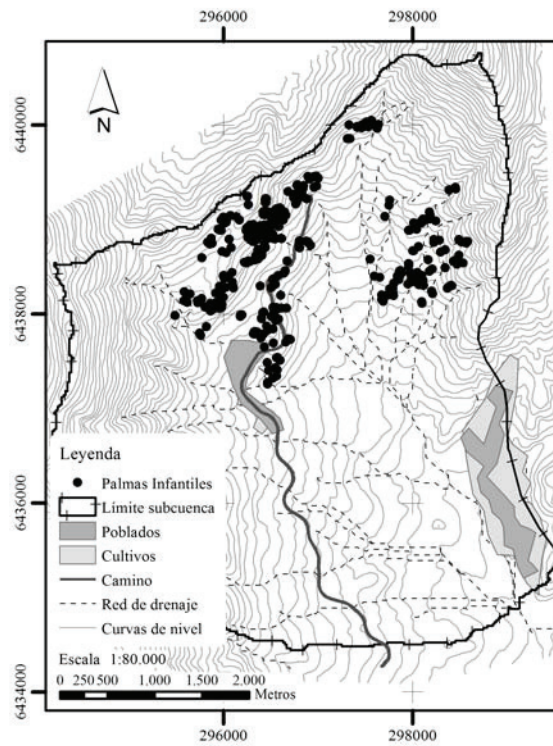 296000 298000
6440000
6438000
6436000
6434000
N
Leyenda
Palmas Infantiles
Límite subcuenca
Poblados
Cultivos
Camino
Red de drenaje
Curvas de nivel
Escala 1:80.000
0 250 500 1.000 1.500 2.000
Metros
296000 298000